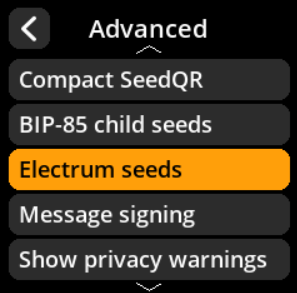 Advanced
Compact SeedQR
BIP-85 child seeds
Electrum seeds
Message signing
Show privacy warnings